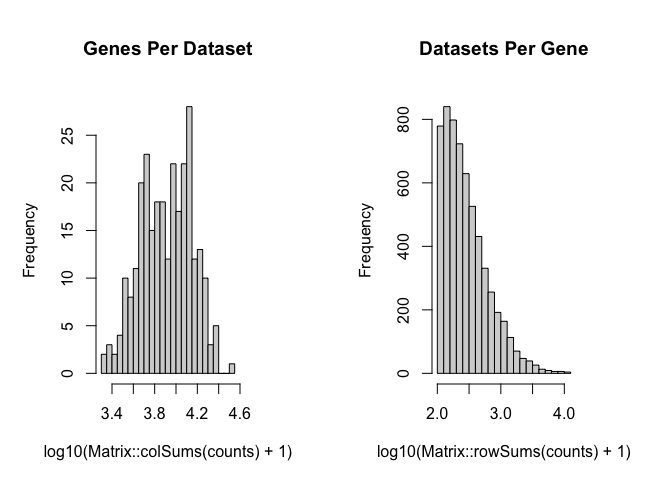 Genes Per Dataset
Frequency
0 5 10 15 20 25
3.4 3.8 4.2 4.6
log10(Matrix::colSums(counts) + 1)
Datasets Per Gene
Frequency
0 200 400 600 800
2.0 3.0 4.0
log10(Matrix::rowSums(counts) + 1)